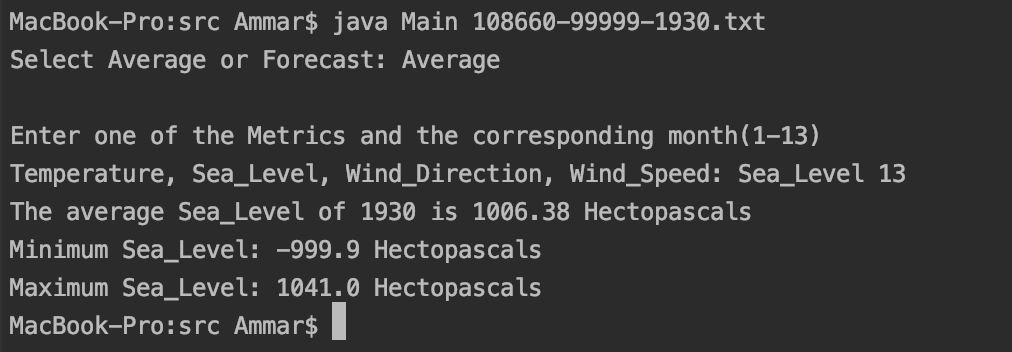 MacBook-Pro:src Ammar$ java Main 108660-99999-1930.txt
Select Average or Forecast: Average
Enter one of the Metrics and the corresponding month(1-13)
Temperature, Sea_Level, Wind_Direction, Wind_Speed: Sea_Level 13
The average Sea_Level of 1930 is 1006.38 Hectopascals
Minimum Sea_Level: -999.9 Hectopascals
Maximum Sea_Level: 1041.0 Hectopascals
MacBook-Pro:src Ammar$